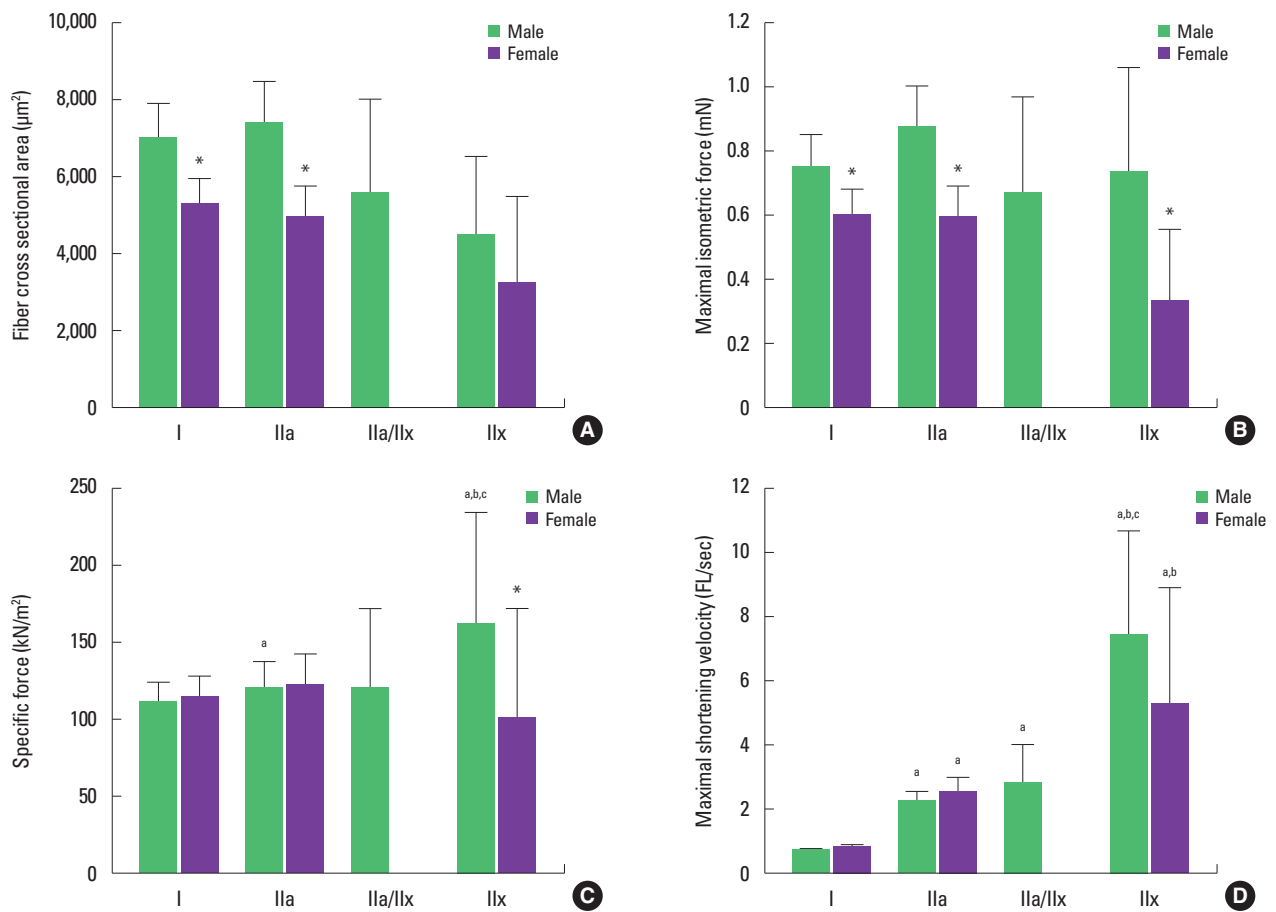 Fiber cross sectional area (µm²)
10,000
8,000
6,000
4,000
2,000
0
Male
Female
*
*
I IIa IIa/IIx IIx
A
Maximal isometric force (mN)
1.2
1.0
0.8
0.6
0.4
0.2
0
Male
Female
*
*
*
I IIa IIa/IIx IIx
B
Specific force (kN/m²)
250
200
150
100
50
0
Male
Female
a,b,c
*
a
I IIa IIa/IIx IIx
C
Maximal shortening velocity (FL/sec)
12
10
8
6
4
2
0
Male
Female
a,b,c
a,b
a
a
a
I IIa IIa/IIx IIx
D